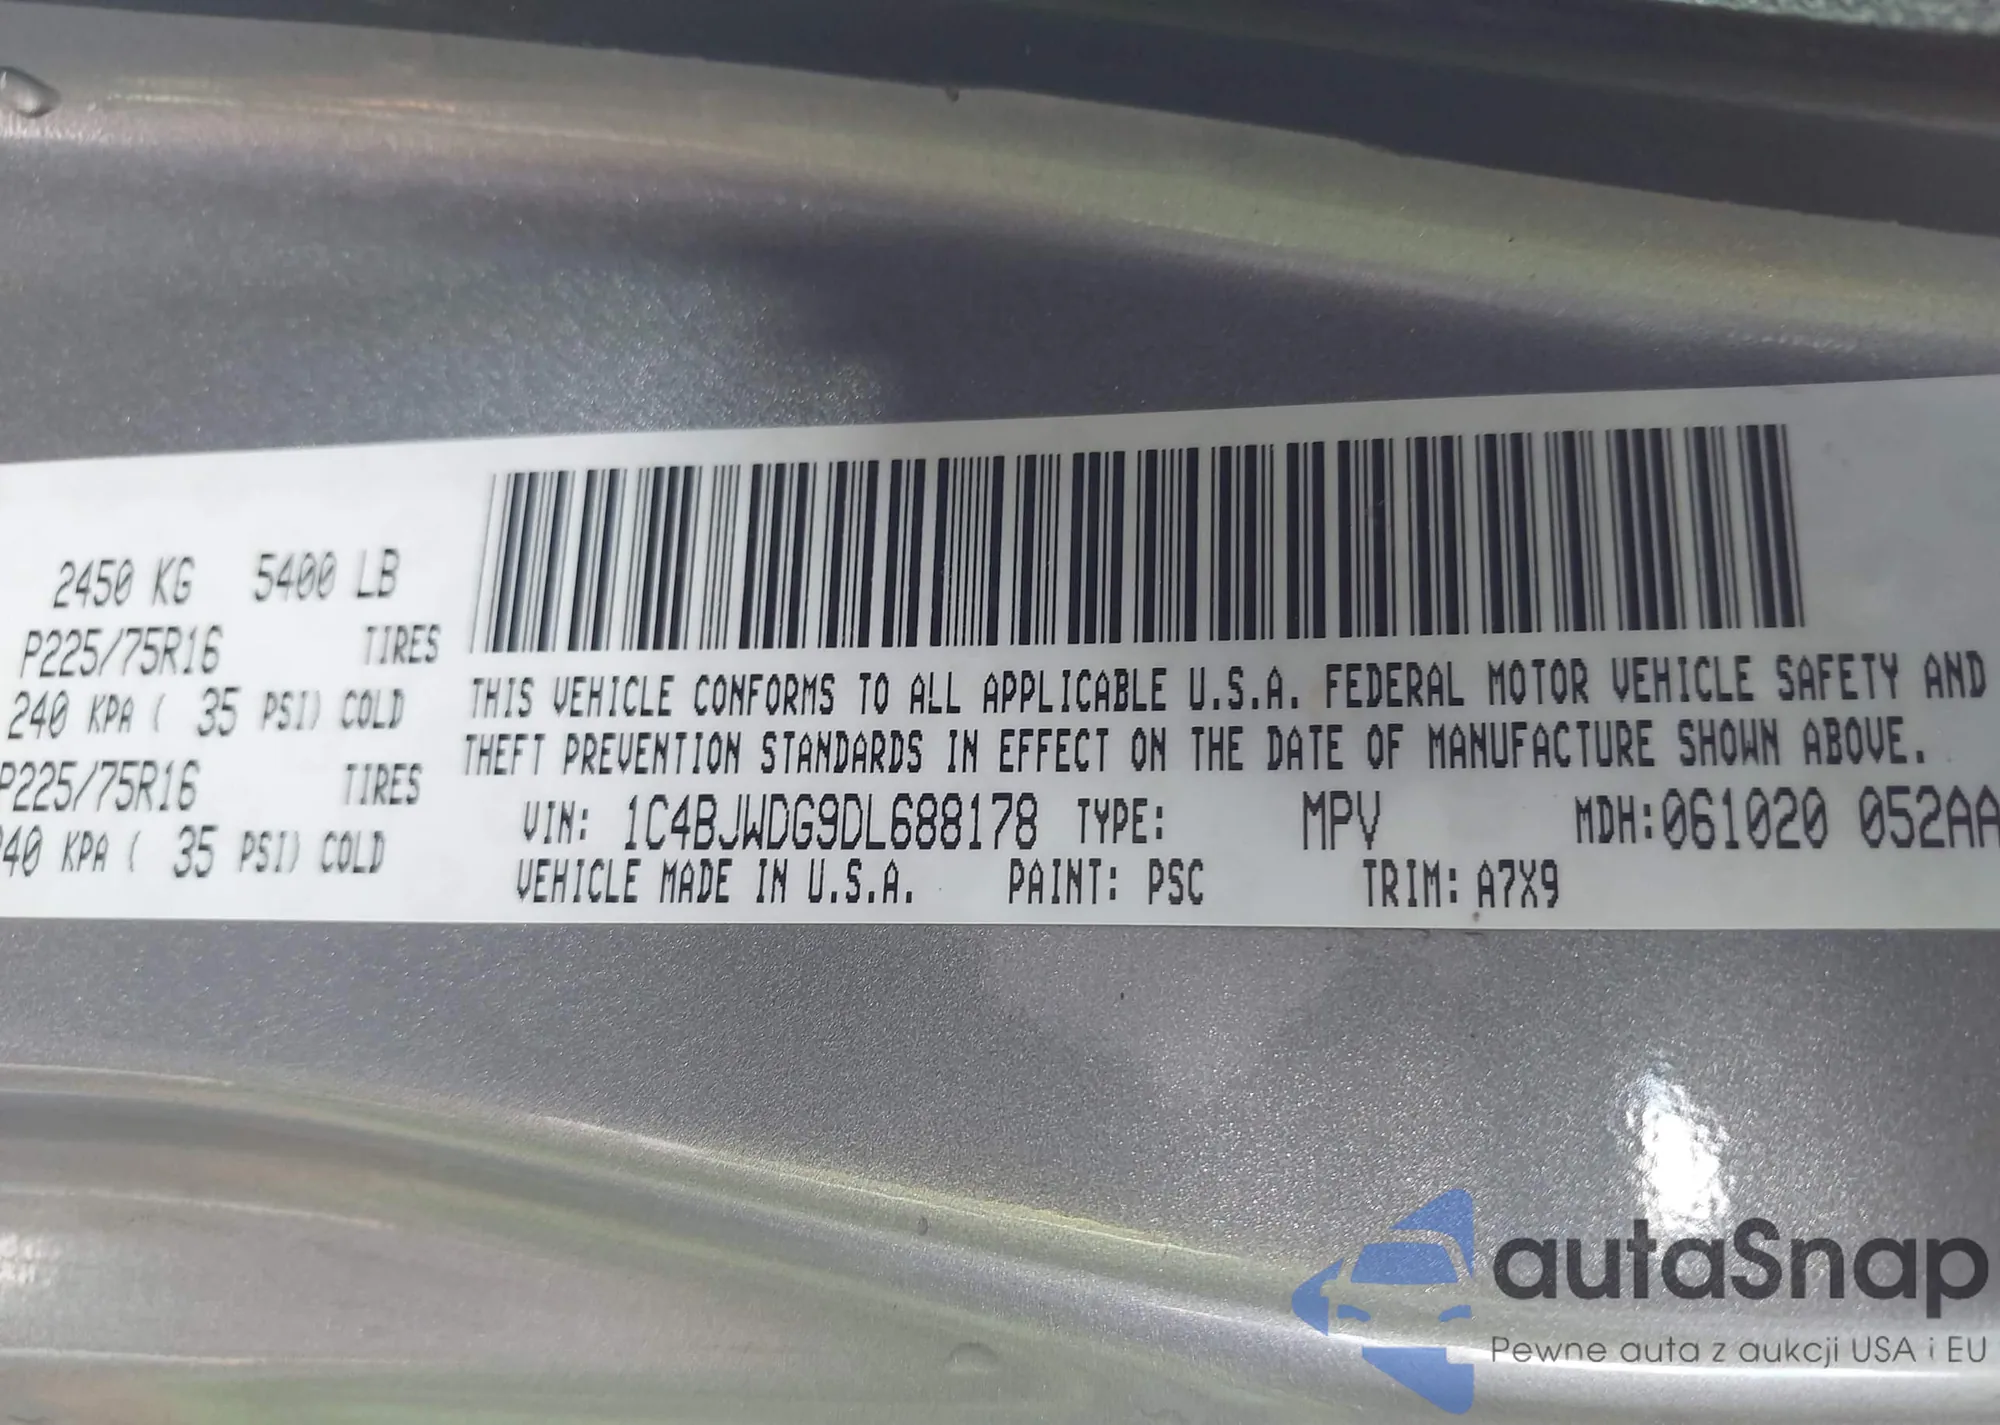 2450 KG 5400 LB
P225/75R16 TIRES
240 KPA ( 35 PSI) COLD
P225/75R16 TIRES
40 KPA ( 35 PSI) COLD
THIS VEHICLE CONFORMS TO ALL APPLICABLE U.S.A. FEDERAL MOTOR VEHICLE SAFETY AND
THEFT PREVENTION STANDARDS IN EFFECT ON THE DATE OF MANUFACTURE SHOWN ABOVE.
VIN: 1C4BJWDG9DL688178 TYPE: MPV MDH:061020 052AA
VEHICLE MADE IN U.S.A. PAINT: PSC TRIM: A7X9
autaSnap
Pewne auta z aukcji USA i EU